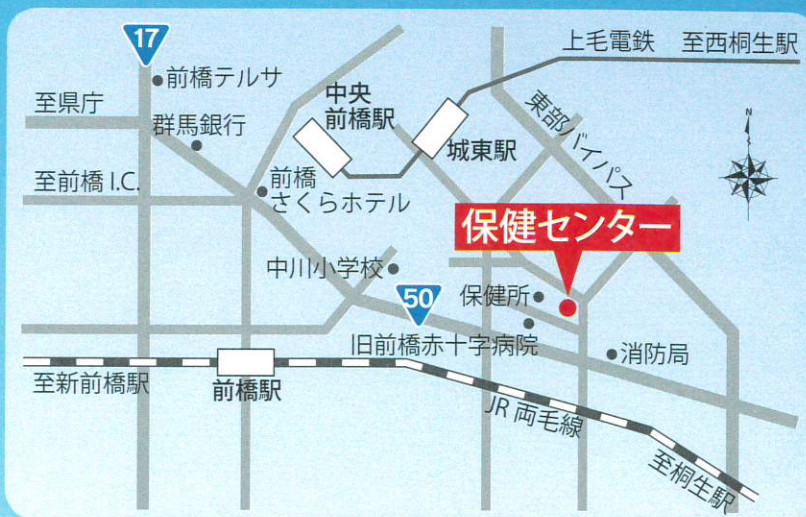 17
前橋テルサ
上毛電鉄
至西桐生駅
至県庁
中央
前橋駅
群馬銀行
城東駅
東部バイパス
N
S
至前橋I.C.
前橋
さくらホテル
保健センター
中川小学校
50
保健所
旧前橋赤十字病院
消防局
至新前橋駅
前橋駅
JR両毛線
至桐生駅